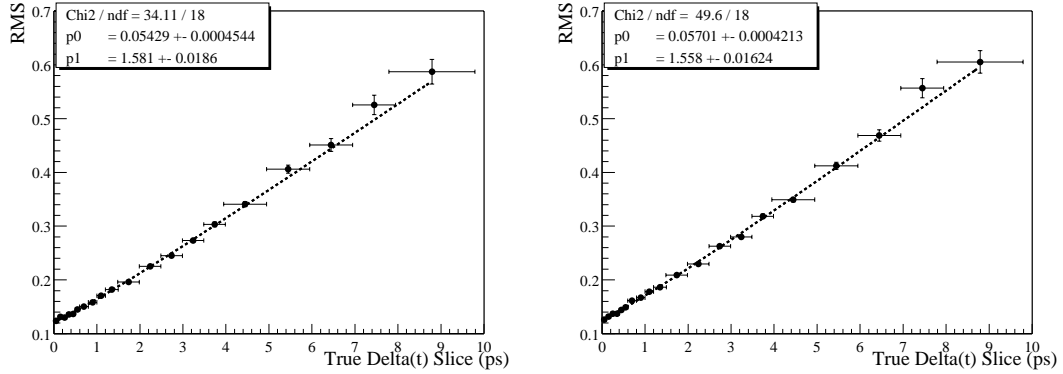 Chi2 / ndf = 34.11 / 18
p0 = 0.05429 +- 0.0004544
p1 = 1.581 +- 0.0186
RMS
0.7
0.6
0.5
0.4
0.3
0.2
0.1
0 1 2 3 4 5 6 7 8 9 10
True Delta(t) Slice (ps)
Chi2 / ndf = 49.6 / 18
p0 = 0.05701 +- 0.0004213
p1 = 1.558 +- 0.01624
RMS
0.7
0.6
0.5
0.4
0.3
0.2
0.1
0 1 2 3 4 5 6 7 8 9 10
True Delta(t) Slice (ps)